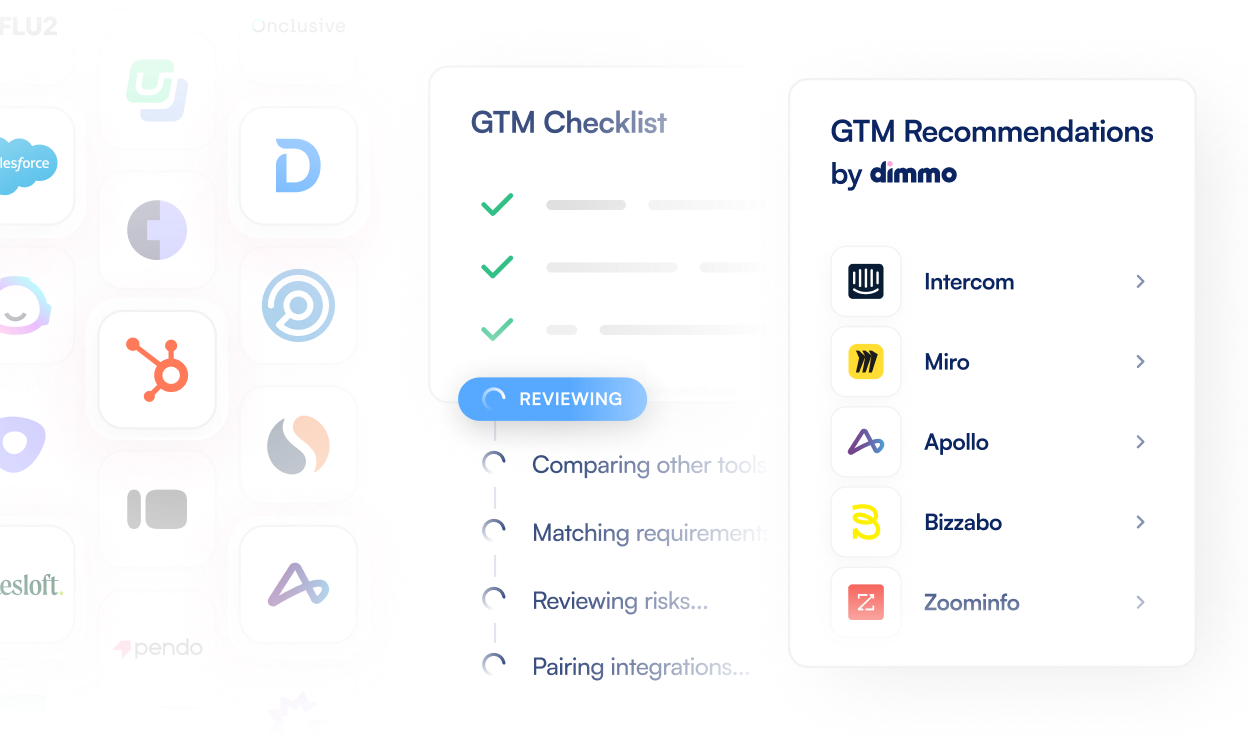 FLU2
Onclusive
lesforce
esloft.
pendo
GTM Checklist
REVIEWING
Comparing other tools
Matching requirements
Reviewing risks...
Pairing integrations...
GTM Recommendations
by dimmo
Intercom
Miro
Apollo
Bizzabo
Zoominfo